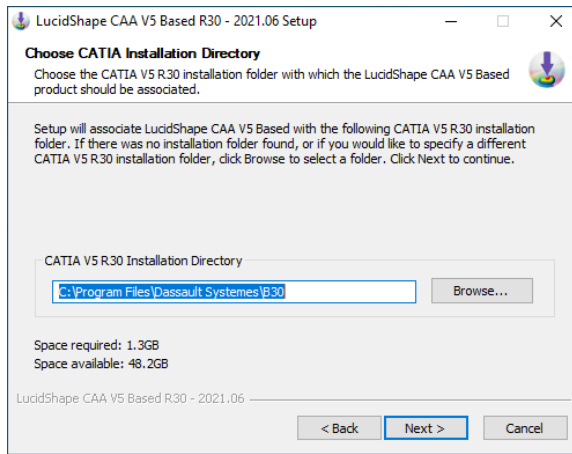 LucidShape CAA V5 Based R30 - 2021.06 Setup
Choose CATIA Installation Directory
Choose the CATIA V5 R30 installation folder with which the LucidShape CAA V5 Based
product should be associated.
Setup will associate LucidShape CAA V5 Based with the following CATIA V5 R30 installation
folder. If there was no installation folder found, or if you would like to specify a different
CATIA V5 R30 installation folder, click Browse to select a folder. Click Next to continue.
CATIA V5 R30 Installation Directory
C:\Program Files\Dassault Systemes\B30
Browse...
Space required: 1.3GB
Space available: 48.2GB
LucidShape CAA V5 Based R30 - 2021.06
< Back
Next >
Cancel